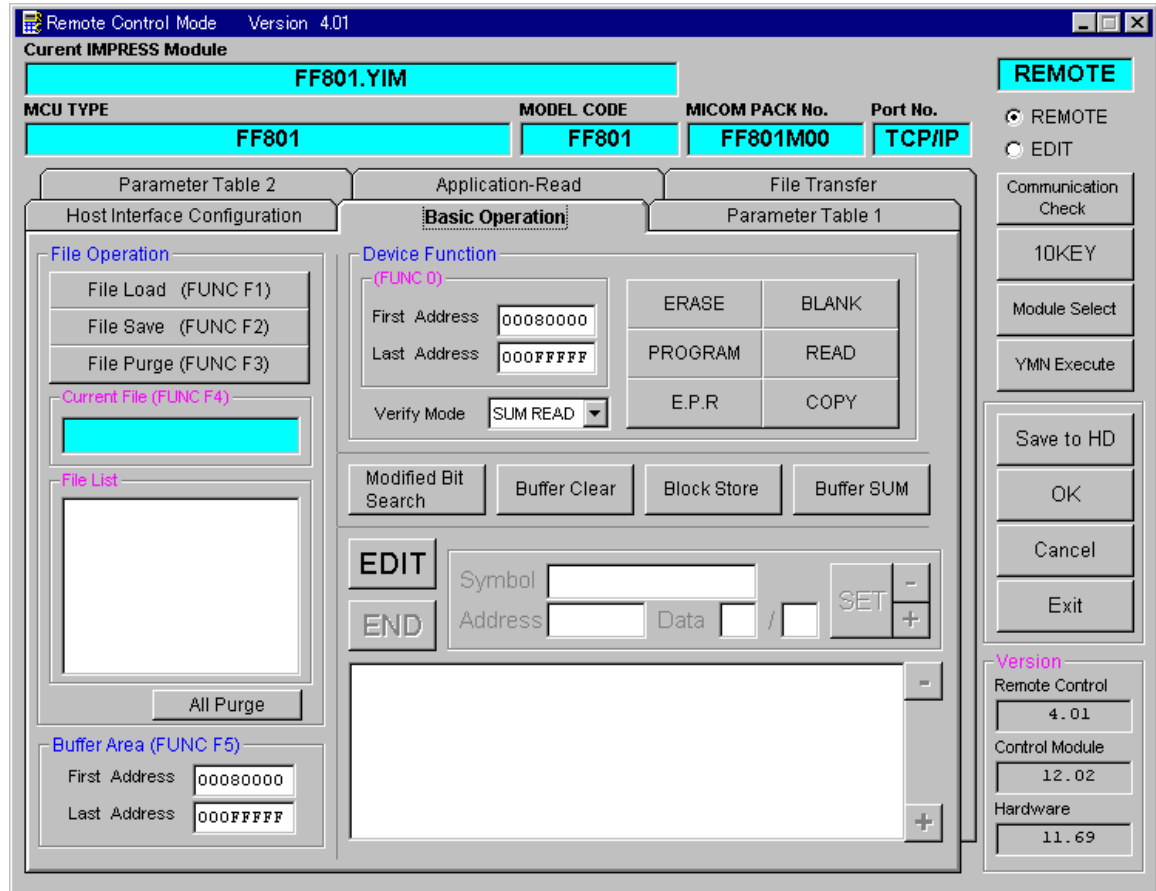 Remote Control Mode Version 4.01
Curent IMPRESS Module
FF801.YIM
REMOTE
MCU TYPE MODEL CODE MICOM PACK No. Port No.
FF801 FF801 FF801M00 TCP/IP
REMOTE
EDIT
Parameter Table 2 Application-Read File Transfer
Host Interface Configuration Basic Operation Parameter Table 1
File Operation
File Load (FUNC F1)
File Save (FUNC F2)
File Purge (FUNC F3)
Current File (FUNC F4)
File List
All Purge
Buffer Area (FUNC F5)
First Address 00080000
Last Address 000FFFFF
Device Function
(FUNC 0)
First Address 00080000
Last Address 000FFFFF
Verify Mode SUM READ
ERASE BLANK
PROGRAM READ
E.P.R COPY
Modified Bit
Search
Buffer Clear
Block Store
Buffer SUM
EDIT
END
Symbol
Address Data /
SET
-
+
-
+
Communication
Check
10KEY
Module Select
YMN Execute
Save to HD
OK
Cancel
Exit
Version
Remote Control
4.01
Control Module
12.02
Hardware
11.69